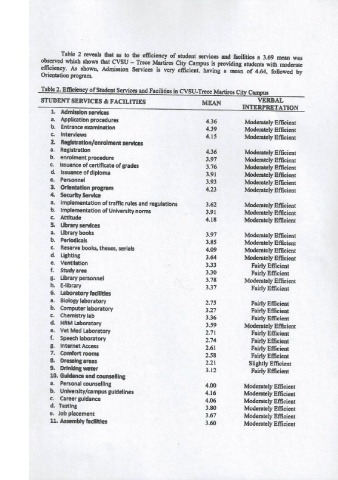 Table 2 reveals that as to the efficiency of student services and facilities a 3.69 mean was
observed which shows that CVSU – Trece Martires City Campus is providing students with moderate
efficiency. As shown, Admission Services is very efficient, having a mean of 4.64, followed by
Orientation program.
Table 2. Efficiency of Student Services and Facilities in CVSU-Trece Martires City Campus
STUDENT SERVICES & FACILITIES MEAN VERBAL INTERPRETATION
1. Admission services
a. Application procedures 4.36 Moderately Efficient
b. Entrance examination 4.39 Moderately Efficient
c. Interviews 4.15 Moderately Efficient
2. Registration/enrolment services
a. Registration 4.36 Moderately Efficient
b. enrolment procedure 3.97 Moderately Efficient
c. Issuance of certificate of grades 3.76 Moderately Efficient
d. Issuance of diploma 3.91 Moderately Efficient
e. Personnel 3.93 Moderately Efficient
3. Orientation program 4.23 Moderately Efficient
4. Security Service
a. Implementation of traffic rules and regulations 3.62 Moderately Efficient
b. Implementation of University norms 3.91 Moderately Efficient
c. Attitude 4.18 Moderately Efficient
5. Library services
a. Library books 3.97 Moderately Efficient
b. Periodicals 3.85 Moderately Efficient
c. Reserve books, theses, serials 4.09 Moderately Efficient
d. Lighting 3.64 Moderately Efficient
e. Ventilation 3.33 Fairly Efficient
f. Study area 3.30 Fairly Efficient
g. Library personnel 3.78 Moderately Efficient
h. E-library 3.37 Fairly Efficient
6. Laboratory facilities
a. Biology laboratory 2.75 Fairly Efficient
b. Computer laboratory 3.27 Fairly Efficient
c. Chemistry lab 3.36 Fairly Efficient
d. HRM Laboratory 3.59 Moderately Efficient
e. Vet Med Laboratory 2.71 Fairly Efficient
f. Speech laboratory 2.74 Fairly Efficient
g. Internet Access 2.61 Fairly Efficient
7. Comfort rooms 2.58 Fairly Efficient
8. Dressing areas 2.21 Slightly Efficient
9. Drinking water 3.12 Fairly Efficient
10. Guidance and counselling
a. Personal counselling 4.00 Moderately Efficient
b. University/campus guidelines 4.16 Moderately Efficient
c. Career guidance 4.06 Moderately Efficient
d. Testing 3.80 Moderately Efficient
e. Job placement 3.67 Moderately Efficient
11. Assembly facilities 3.60 Moderately Efficient